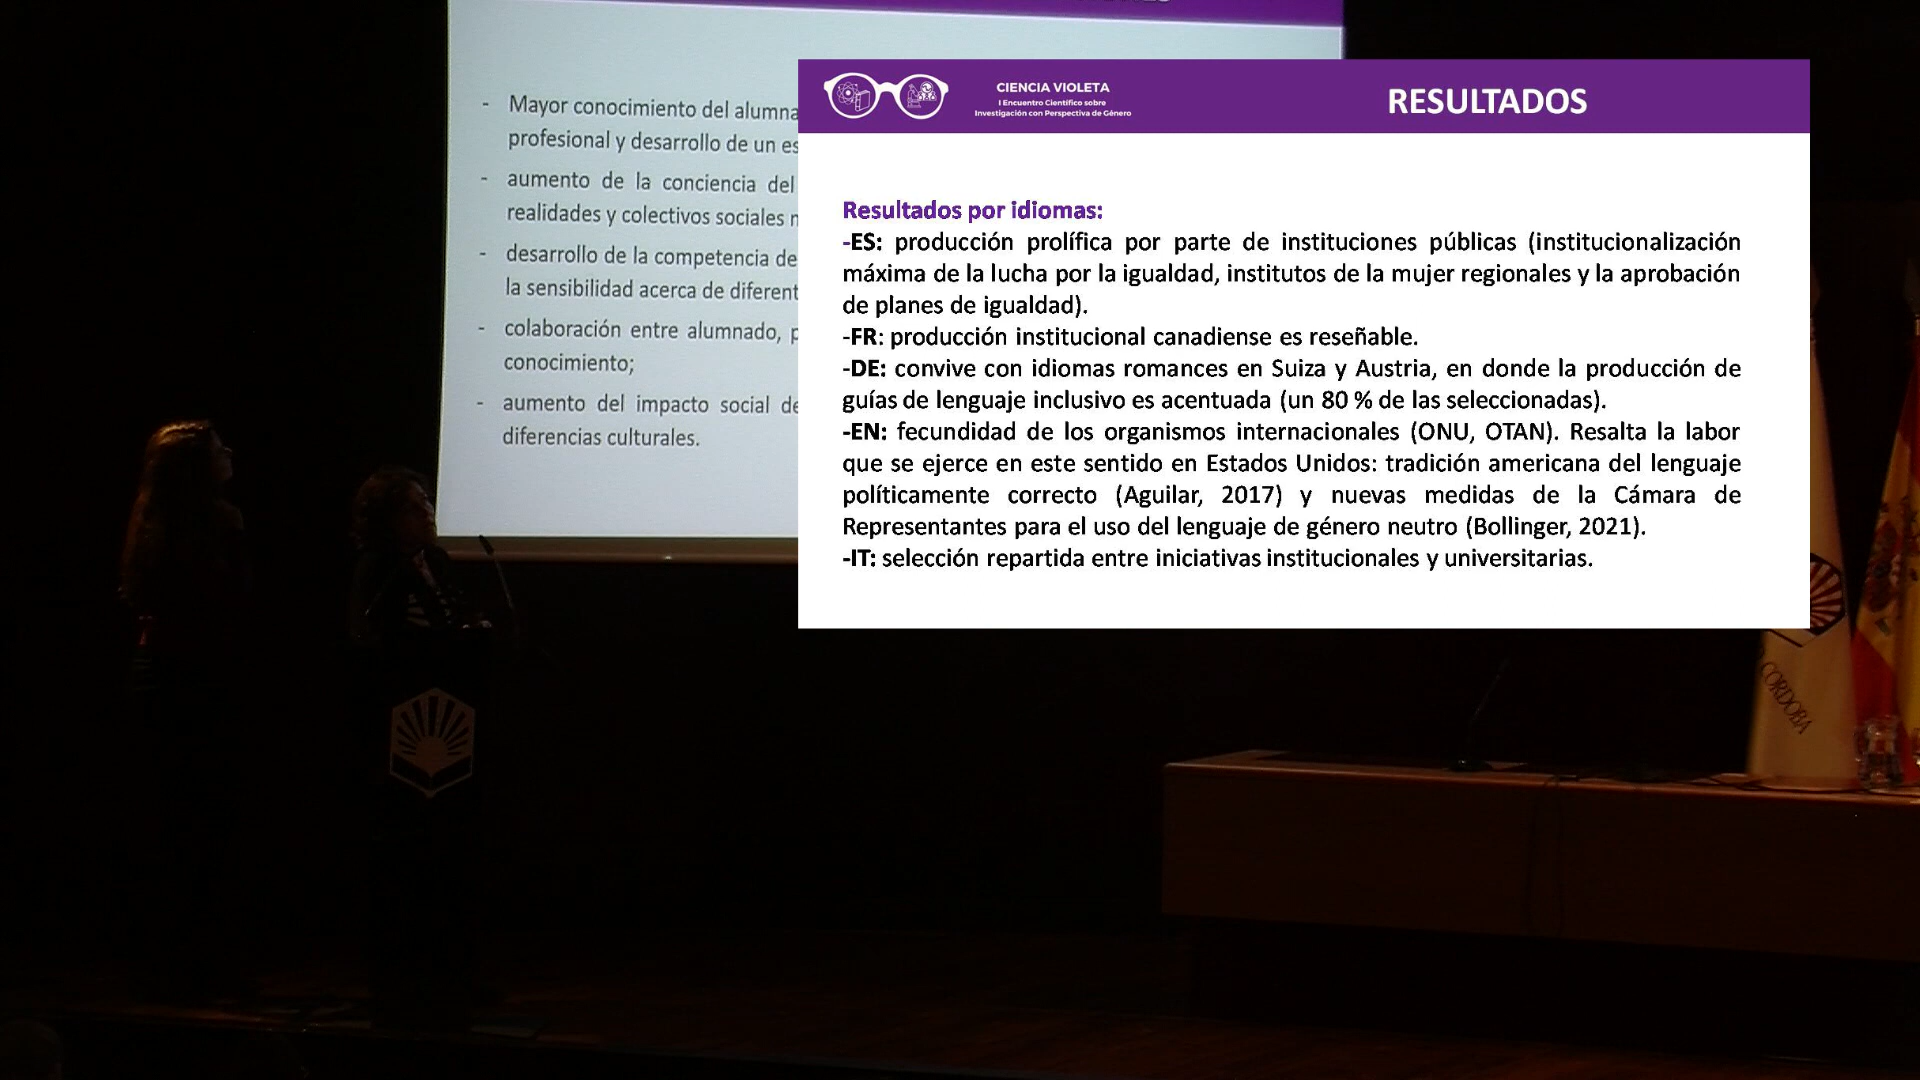 - Mayor conocimiento del
profesional y desarrollo de un
- aumento de la conciencia del
realidades y colectivos sociales
- desarrollo de la competencia de
la sensibilidad acerca de
- colaboración entre alumnado,
conocimiento;
- aumento del impacto social
diferencias culturales.
CIENCIA VIOLETA
I Encuentro Científico sobre
Investigación con Perspectiva de Género
RESULTADOS
Resultados por idiomas:
-ES: producción prolífica por parte de instituciones públicas (institucionalización
máxima de la lucha por la igualdad, institutos de la mujer regionales y la aprobación
de planes de igualdad).
-FR: producción institucional canadiense es reseñable.
-DE: convive con idiomas romances en Suiza y Austria, en donde la producción de
guías de lenguaje inclusivo es acentuada (un 80 % de las seleccionadas).
-EN: fecundidad de los organismos internacionales (ONU, OTAN). Resalta la labor
que se ejerce en este sentido en Estados Unidos: tradición americana del lenguaje
políticamente correcto (Aguilar, 2017) y nuevas medidas de la Cámara de
Representantes para el uso del lenguaje de género neutro (Bollinger, 2021).
-IT: selección repartida entre iniciativas institucionales y universitarias.
CORDOBA